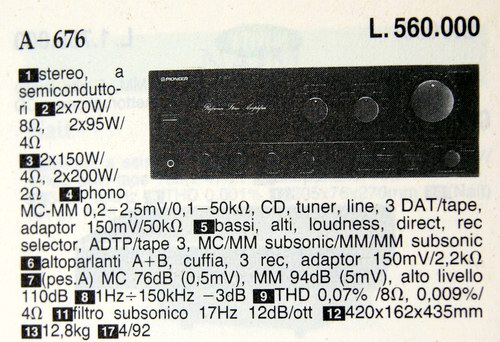 A-676
L. 560.000
1 stereo, a
semicondutto-
ri 2 2x70W/
8Ω, 2x95W/
4Ω
3 2x150W/
4Ω, 2x200W/
2Ω 4 phono
PIONEER
MC-MM 0,2-2,5mV/0,1-50kΩ, CD, tuner, line, 3 DAT/tape,
adaptor 150mV/50kΩ 5 bassi, alti, loudness, direct, rec
selector, ADTP/tape 3, MC/MM subsonic/MM/MM subsonic
6 altoparlanti A+B, cuffia, 3 rec, adaptor 150mV/2,2kΩ
7 (pes.A) MC 76dB (0,5mV), MM 94dB (5mV), alto livello
110dB 8 1Hz÷150kHz -3dB 9 THD 0,07% /8Ω, 0,009%/
4Ω 11 filtro subsonico 17Hz 12dB/ott 12 420x162x435mm
13 12,8kg 17 4/92